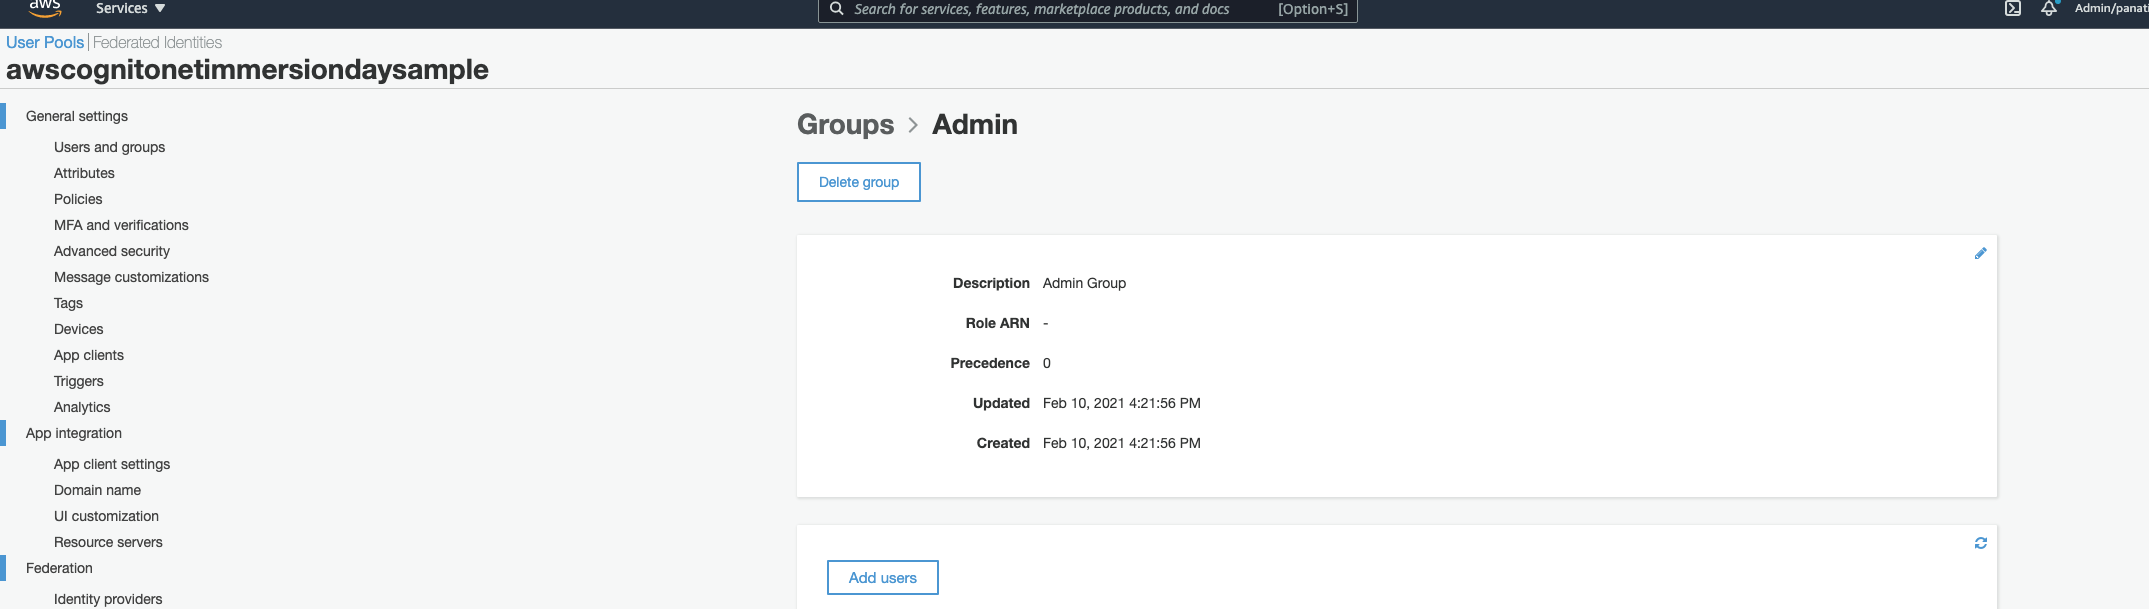 aws Services ▼ Search for services, features, marketplace products, and docs [Option+S] Admin/panati
User Pools | Federated Identities
awscognitonetimmersiondaysample
General settings
Users and groups
Attributes
Policies
MFA and verifications
Advanced security
Message customizations
Tags
Devices
App clients
Triggers
Analytics
App integration
App client settings
Domain name
UI customization
Resource servers
Federation
Identity providers
Groups > Admin
Delete group
Description Admin Group
Role ARN -
Precedence 0
Updated Feb 10, 2021 4:21:56 PM
Created Feb 10, 2021 4:21:56 PM
Add users